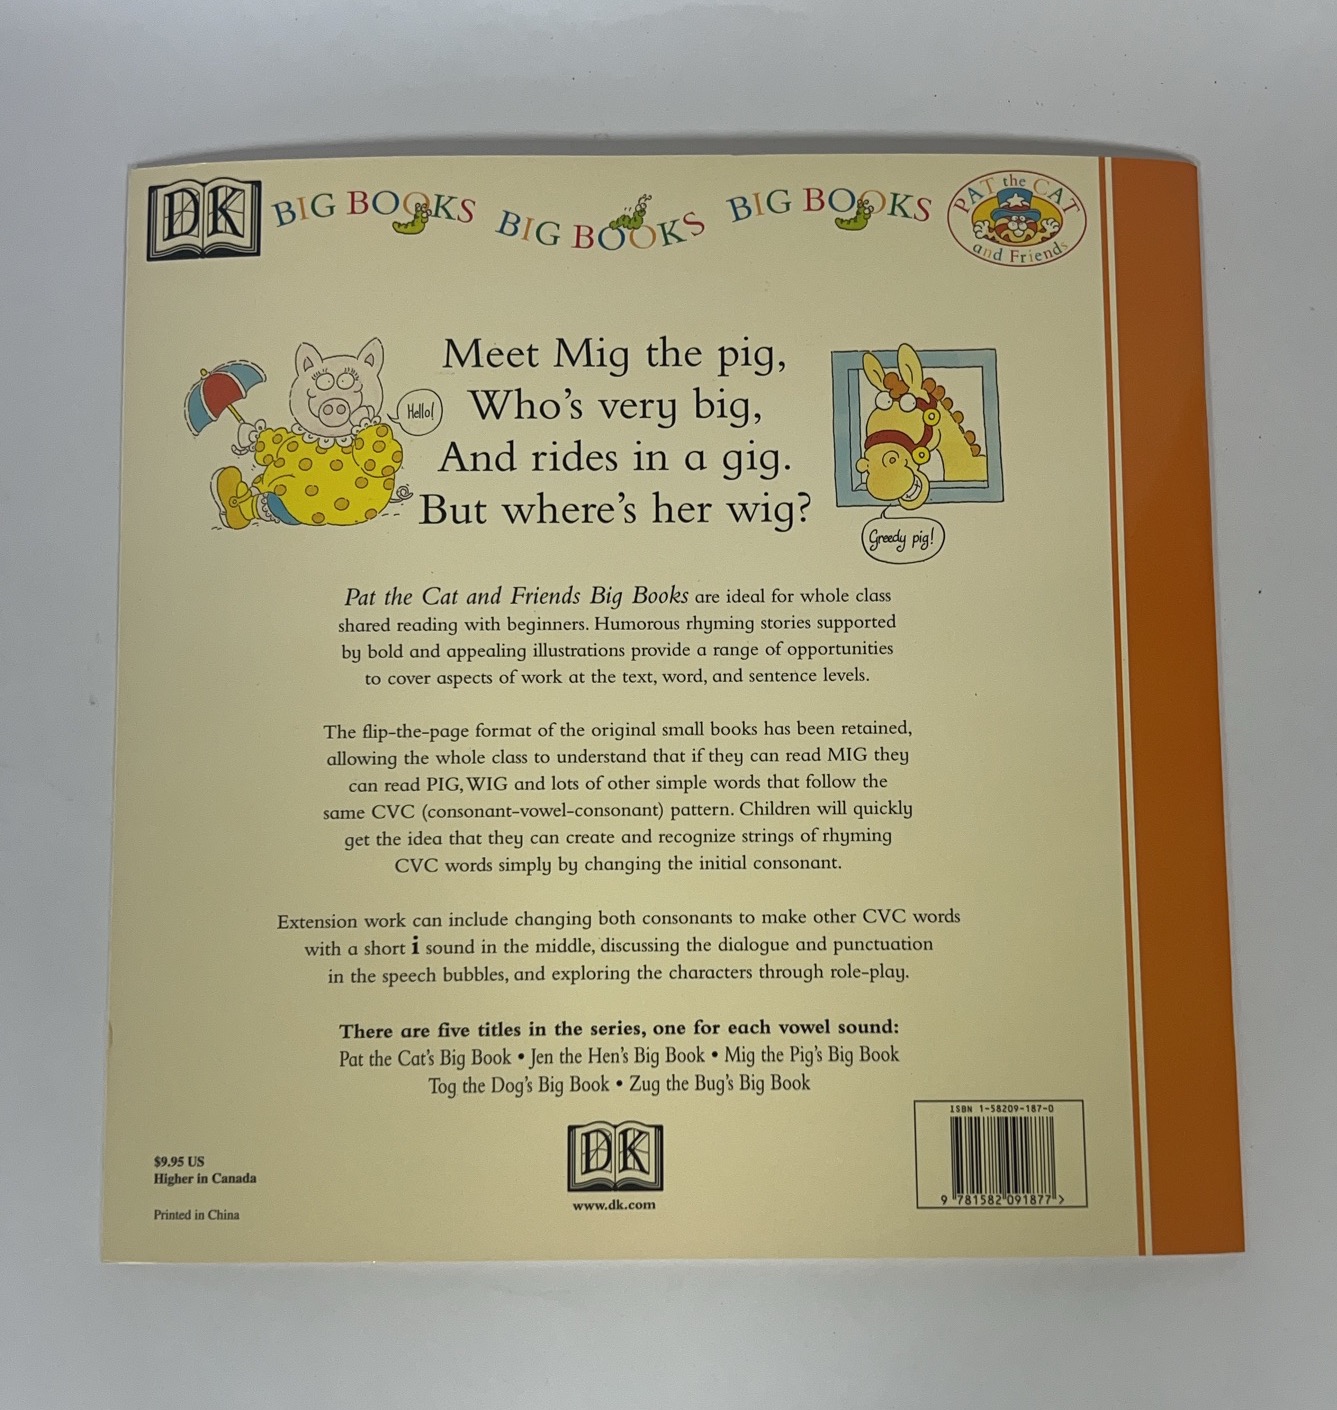 DK BIG BOOKS BIG BOOKS BIG BOOKS PAT the CAT and Friends
Meet Mig the pig,
Hello!
Who's very big,
And rides in a gig.
But where's her wig?
Greedy pig!
Pat the Cat and Friends Big Books are ideal for whole class
shared reading with beginners. Humorous rhyming stories supported
by bold and appealing illustrations provide a range of opportunities
to cover aspects of work at the text, word, and sentence levels.
The flip-the-page format of the original small books has been retained,
allowing the whole class to understand that if they can read MIG they
can read PIG, WIG and lots of other simple words that follow the
same CVC (consonant-vowel-consonant) pattern. Children will quickly
get the idea that they can create and recognize strings of rhyming
CVC words simply by changing the initial consonant.
Extension work can include changing both consonants to make other CVC words
with a short i sound in the middle, discussing the dialogue and punctuation
in the speech bubbles, and exploring the characters through role-play.
There are five titles in the series, one for each vowel sound:
Pat the Cat's Big Book • Jen the Hen's Big Book • Mig the Pig's Big Book
Tog the Dog's Big Book • Zug the Bug's Big Book
$9.95 US
Higher in Canada
Printed in China
DK
www.dk.com
ISBN 1-58209-187-0
9 781582 091877 >